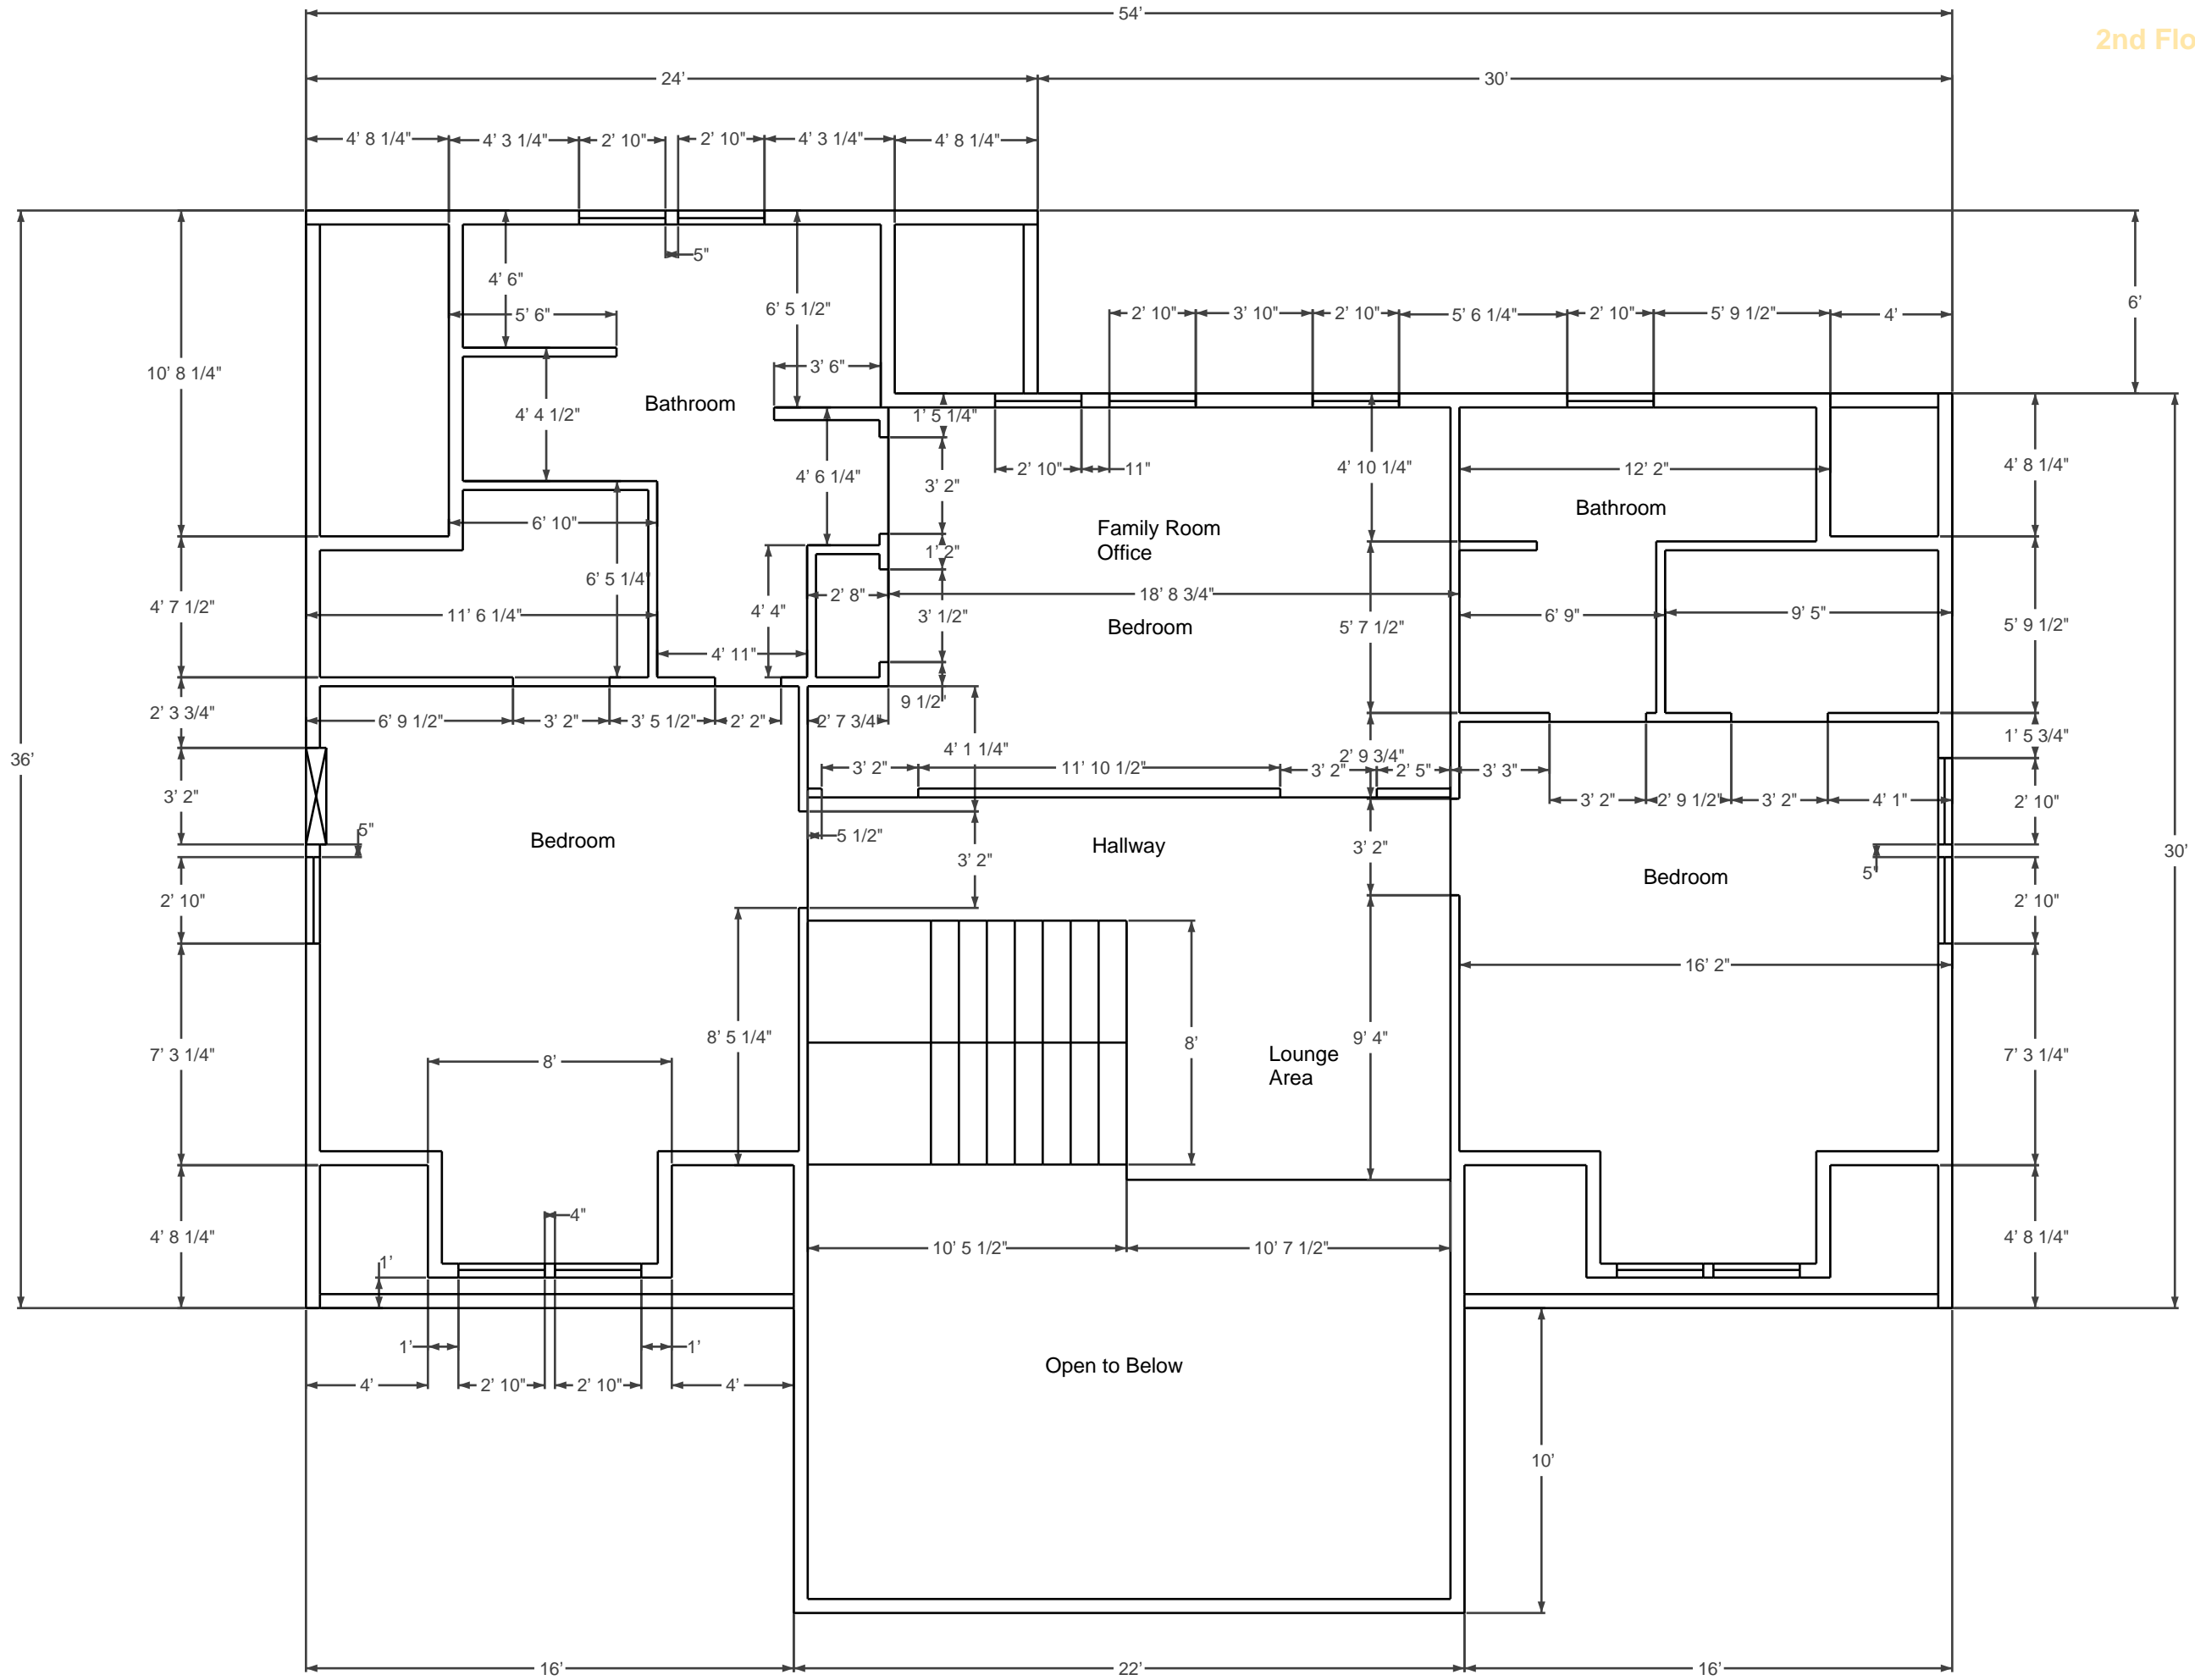 54'
2nd Flo
24'
30'
4' 8 1/4"
4' 3 1/4"
2' 10"
2' 10"
4' 3 1/4"
4' 8 1/4"
5"
4' 6"
6' 5 1/2"
6'
5' 6"
2' 10"
3' 10"
2' 10"
5' 6 1/4"
2' 10"
5' 9 1/2"
4'
10' 8 1/4"
3' 6"
Bathroom
4' 4 1/2"
1' 5 1/4"
4' 6 1/4"
2' 10"
11"
4' 10 1/4"
12' 2"
4' 8 1/4"
3' 2"
Bathroom
6' 10"
Family Room
Office
1' 2"
6' 5 1/4"
2' 8"
18' 8 3/4"
4' 7 1/2"
11' 6 1/4"
4' 4"
3' 1/2"
Bedroom
5' 7 1/2"
6' 9"
9' 5"
5' 9 1/2"
4' 11"
9 1/2"
2' 3 3/4"
6' 9 1/2"
3' 2"
3' 5 1/2"
2' 2"
2' 7 3/4"
4' 1 1/4"
2' 9 3/4"
1' 5 3/4"
36'
3' 2"
11' 10 1/2"
3' 2"
2' 5"
3' 3"
3' 2"
3' 2"
2' 9 1/2"
3' 2"
4' 1"
2' 10"
5"
Bedroom
5 1/2"
Hallway
3' 2"
3' 2"
30'
5"
Bedroom
2' 10"
2' 10"
16' 2"
7' 3 1/4"
8'
8' 5 1/4"
8'
Lounge
Area
9' 4"
7' 3 1/4"
4"
4' 8 1/4"
1'
10' 5 1/2"
10' 7 1/2"
4' 8 1/4"
1'
1'
4'
2' 10"
2' 10"
4'
Open to Below
10'
16'
22'
16'